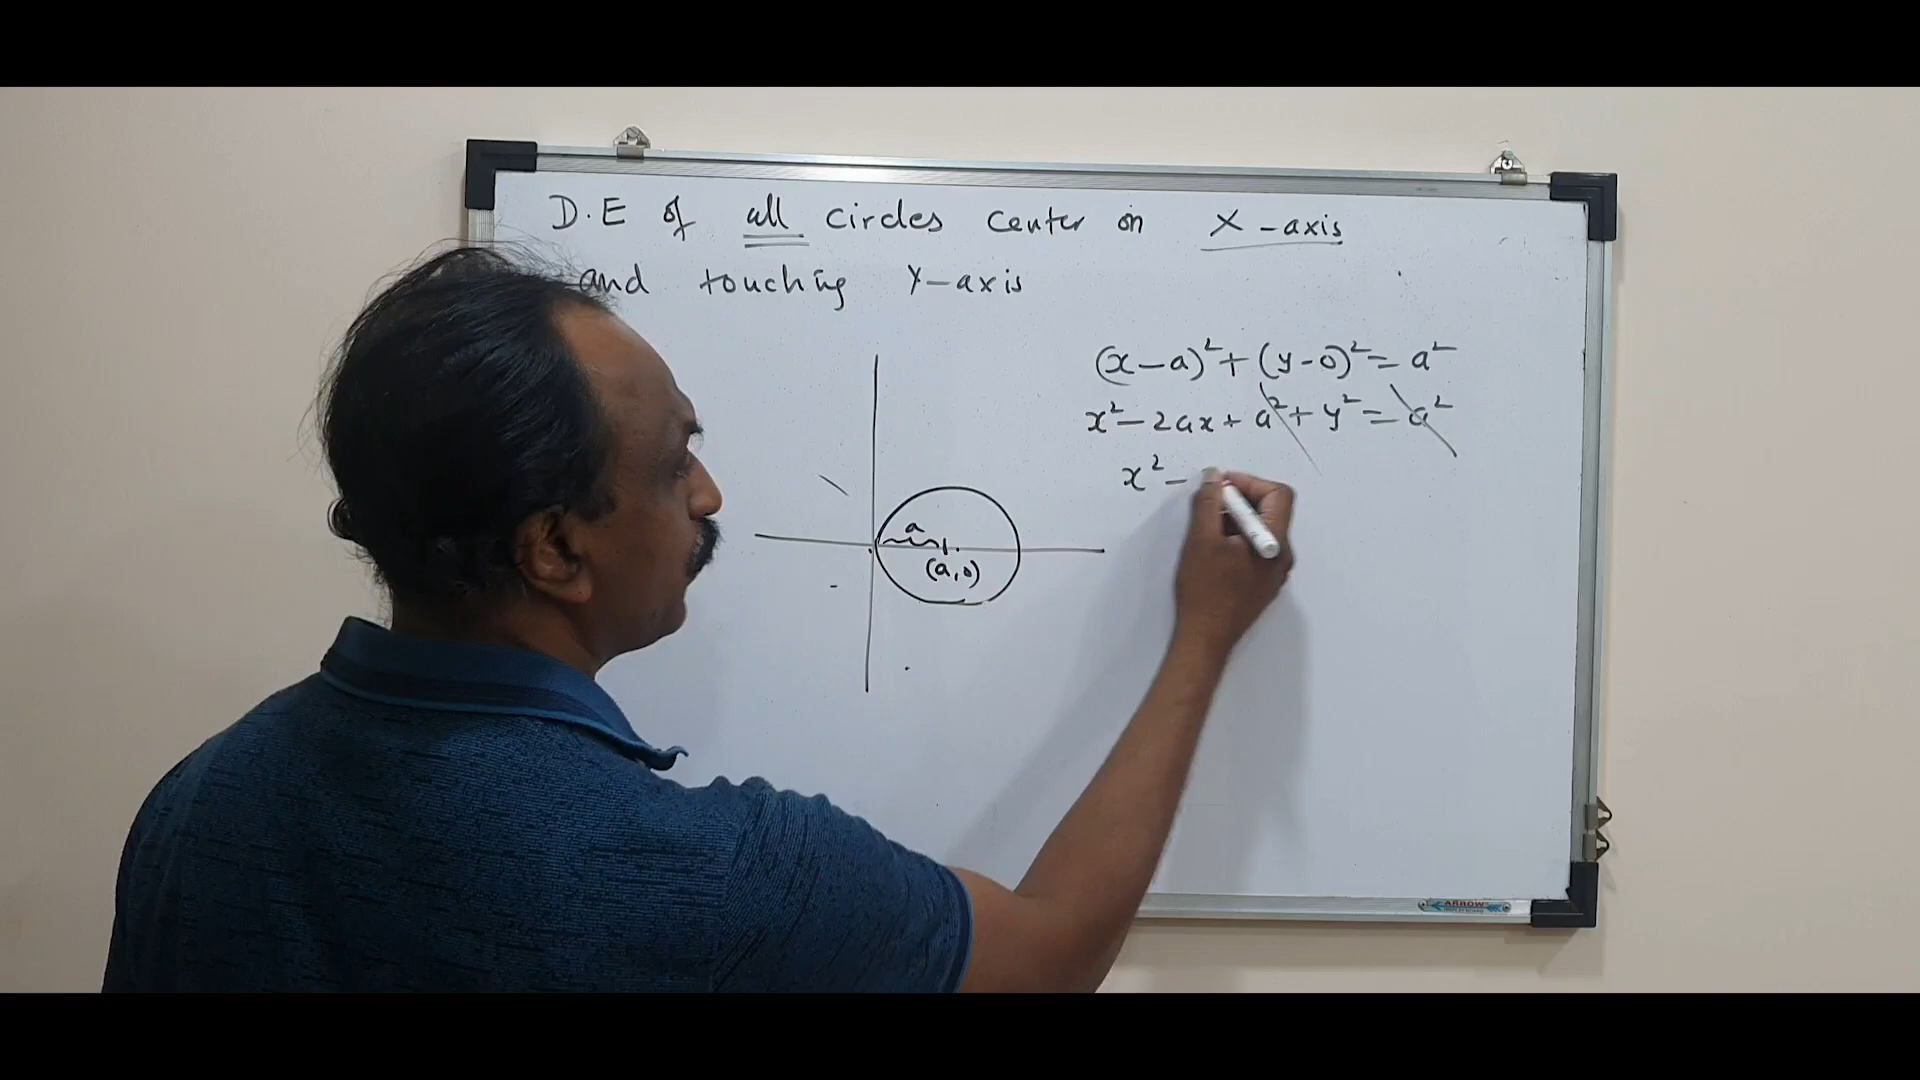 D.E of all circles center on X-axis
and touching Y-axis
(x-a)²+(y-0)²=a²
x²-2ax+a²+y²=a²
x²-
a
(a,0)
ARROW